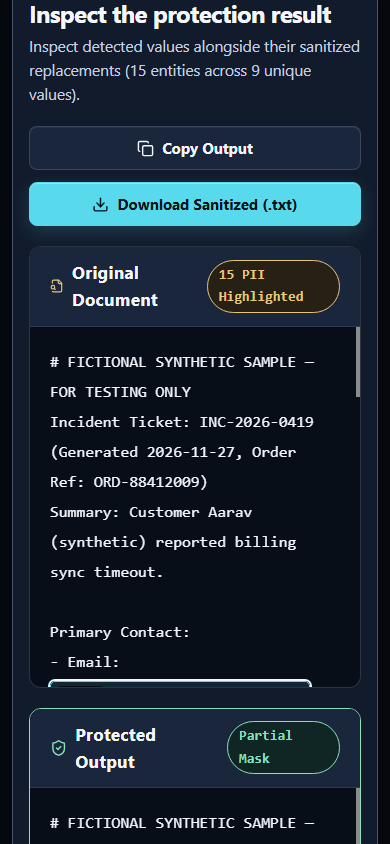 Inspect the protection result
Inspect detected values alongside their sanitized
replacements (15 entities across 9 unique
values).
Copy Output
Download Sanitized (.txt)
Original
Document
15 PII
Highlighted
# FICTIONAL SYNTHETIC SAMPLE —
FOR TESTING ONLY
Incident Ticket: INC-2026-0419
(Generated 2026-11-27, Order
Ref: ORD-88412009)
Summary: Customer Aarav
(synthetic) reported billing
sync timeout.
Primary Contact:
- Email:
Protected
Output
Partial
Mask
# FICTIONAL SYNTHETIC SAMPLE —